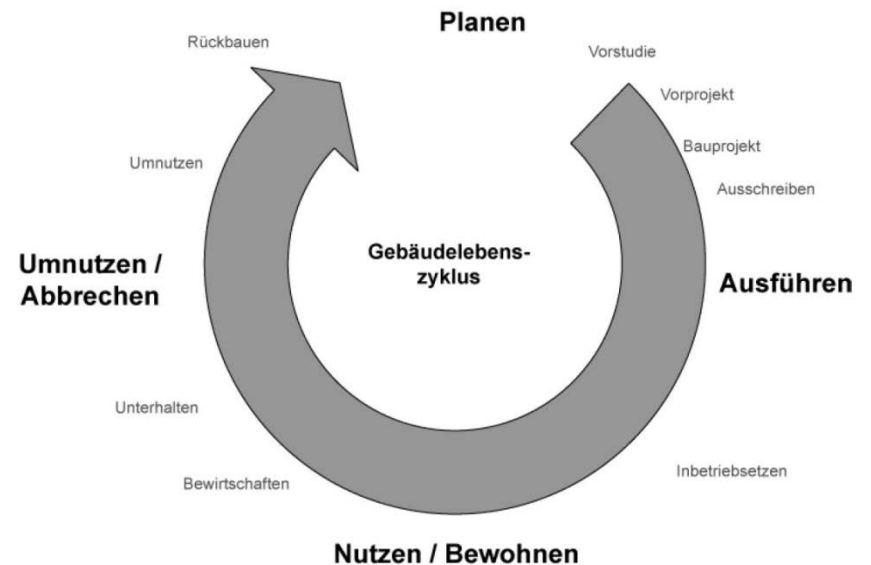 Planen
Rückbauen
Vorstudie
Vorprojekt
Bauprojekt
Umnutzen
Ausschreiben
Gebäudelebens-
zyklus
Umnutzen /
Abbrechen
Ausführen
Unterhalten
Inbetriebsetzen
Bewirtschaften
Nutzen / Bewohnen